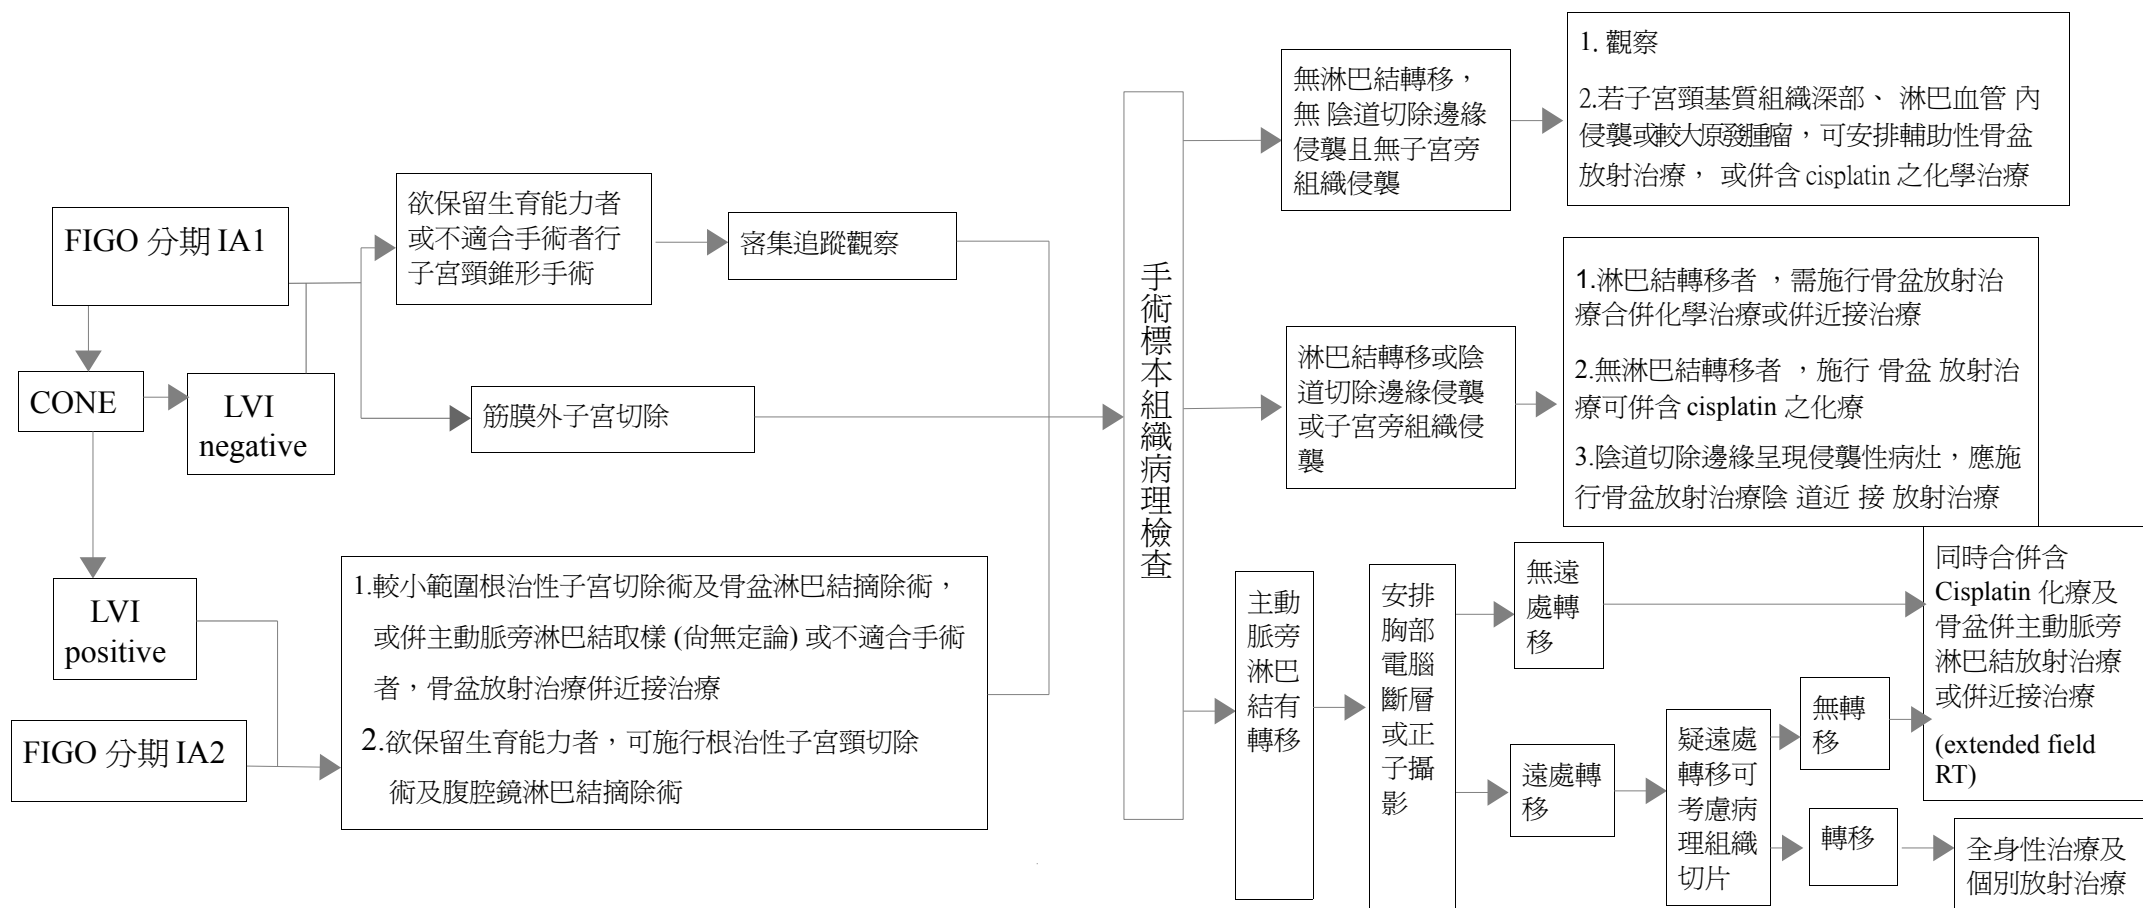 FIGO 分期 IA1
CONE
LVI
negative
LVI
positive
FIGO 分期 IA2
欲保留生育能力者
或不適合手術者行
子宮頸錐形手術
密集追蹤觀察
筋膜外子宮切除
1.較小範圍根治性子宮切除術及骨盆淋巴結摘除術，
或併主動脈旁淋巴結取樣 (尚無定論) 或不適合手術
者，骨盆放射治療併近接治療
2.欲保留生育能力者，可施行根治性子宮頸切除
術及腹腔鏡淋巴結摘除術
手術標本組織病理檢查
無淋巴結轉移，
無 陰道切除邊緣
侵襲且無子宮旁
組織侵襲
1. 觀察
2.若子宮頸基質組織深部、 淋巴血管 內
侵襲或較大原發腫瘤，可安排輔助性骨盆
放射治療， 或併含 cisplatin 之化學治療
淋巴結轉移或陰
道切除邊緣侵襲
或子宮旁組織侵
襲
1.淋巴結轉移者 ，需施行骨盆放射治
療合併化學治療或併近接治療
2.無淋巴結轉移者 ，施行 骨盆 放射治
療可併含 cisplatin 之化療
3.陰道切除邊緣呈現侵襲性病灶，應施
行骨盆放射治療陰 道近 接 放射治療
主動
脈旁
淋巴
結有
轉移
安排
胸部
電腦
斷層
或正
子攝
影
無遠
處轉
移
遠處轉
移
疑遠處
轉移可
考慮病
理組織
切片
無轉
移
轉移
同時合併含
Cisplatin 化療及
骨盆併主動脈旁
淋巴結放射治療
或併近接治療
(extended field
RT)
全身性治療及
個別放射治療